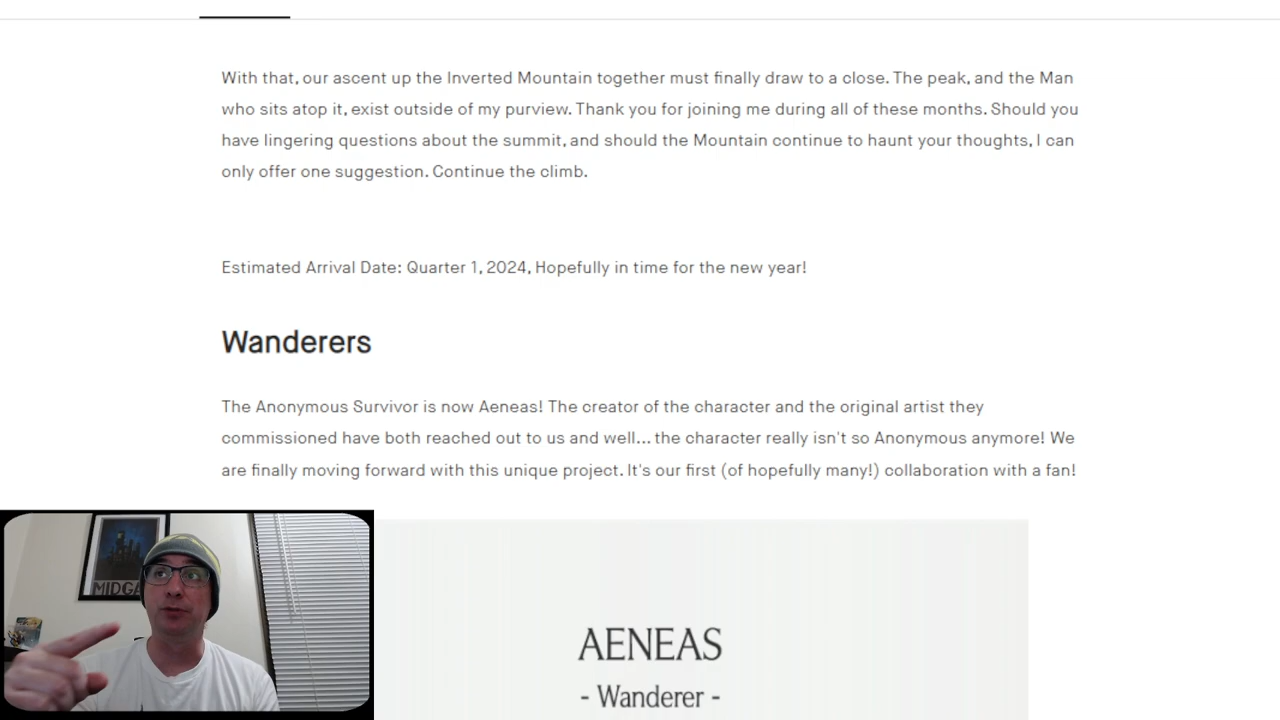 With that, our ascent up the Inverted Mountain together must finally draw to a close. The peak, and the Man
who sits atop it, exist outside of my purview. Thank you for joining me during all of these months. Should you
have lingering questions about the summit, and should the Mountain continue to haunt your thoughts, I can
only offer one suggestion. Continue the climb.
Estimated Arrival Date: Quarter 1, 2024, Hopefully in time for the new year!
Wanderers
The Anonymous Survivor is now Aeneas! The creator of the character and the original artist they
commissioned have both reached out to us and well... the character really isn't so Anonymous anymore! We
are finally moving forward with this unique project. It's our first (of hopefully many!) collaboration with a fan!
MIDGA
AENEAS
- Wanderer -